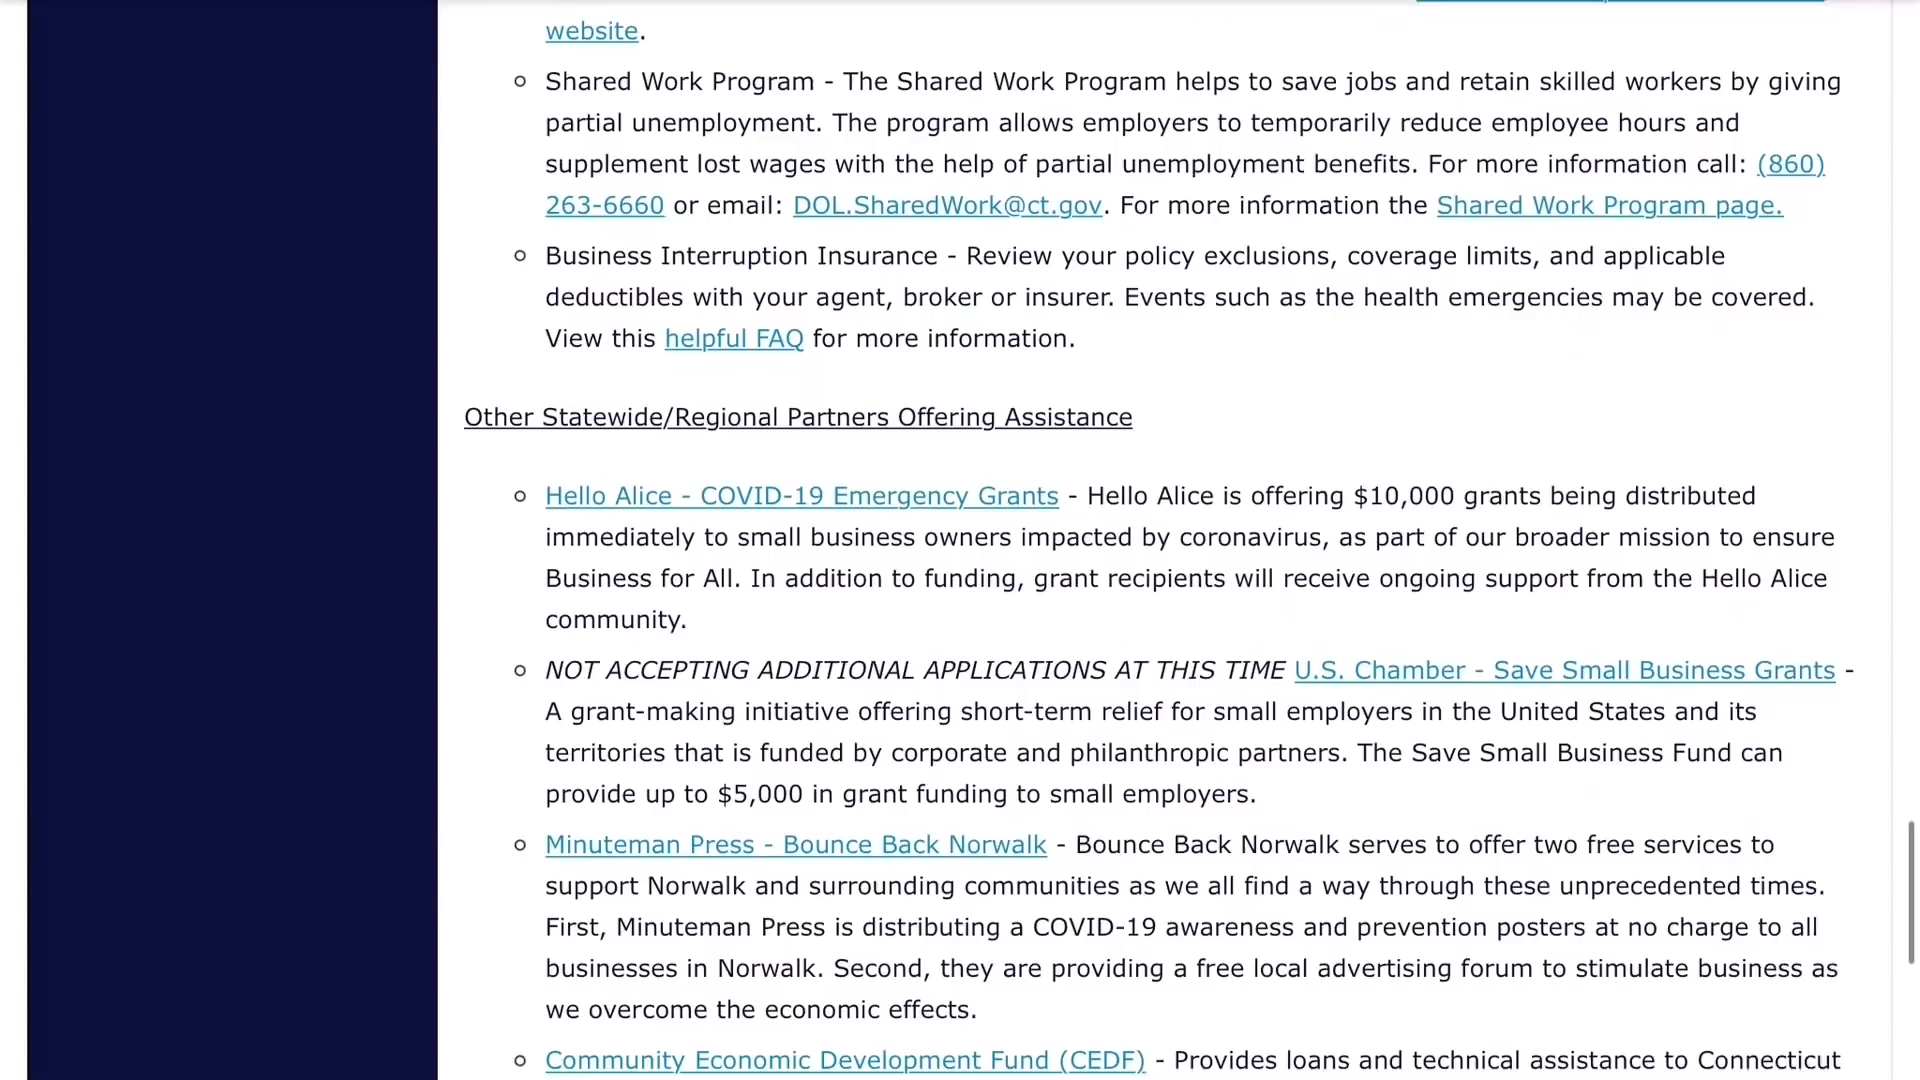 website.
Shared Work Program - The Shared Work Program helps to save jobs and retain skilled workers by giving
partial unemployment. The program allows employers to temporarily reduce employee hours and
supplement lost wages with the help of partial unemployment benefits. For more information call: (860)
263-6660 or email: DOL.SharedWork@ct.gov. For more information the Shared Work Program page.
Business Interruption Insurance - Review your policy exclusions, coverage limits, and applicable
deductibles with your agent, broker or insurer. Events such as the health emergencies may be covered.
View this helpful FAQ for more information.
Other Statewide/Regional Partners Offering Assistance
Hello Alice - COVID-19 Emergency Grants - Hello Alice is offering $10,000 grants being distributed
immediately to small business owners impacted by coronavirus, as part of our broader mission to ensure
Business for All. In addition to funding, grant recipients will receive ongoing support from the Hello Alice
community.
NOT ACCEPTING ADDITIONAL APPLICATIONS AT THIS TIME U.S. Chamber - Save Small Business Grants -
A grant-making initiative offering short-term relief for small employers in the United States and its
territories that is funded by corporate and philanthropic partners. The Save Small Business Fund can
provide up to $5,000 in grant funding to small employers.
Minuteman Press - Bounce Back Norwalk - Bounce Back Norwalk serves to offer two free services to
support Norwalk and surrounding communities as we all find a way through these unprecedented times.
First, Minuteman Press is distributing a COVID-19 awareness and prevention posters at no charge to all
businesses in Norwalk. Second, they are providing a free local advertising forum to stimulate business as
we overcome the economic effects.
Community Economic Development Fund (CEDF) - Provides loans and technical assistance to Connecticut